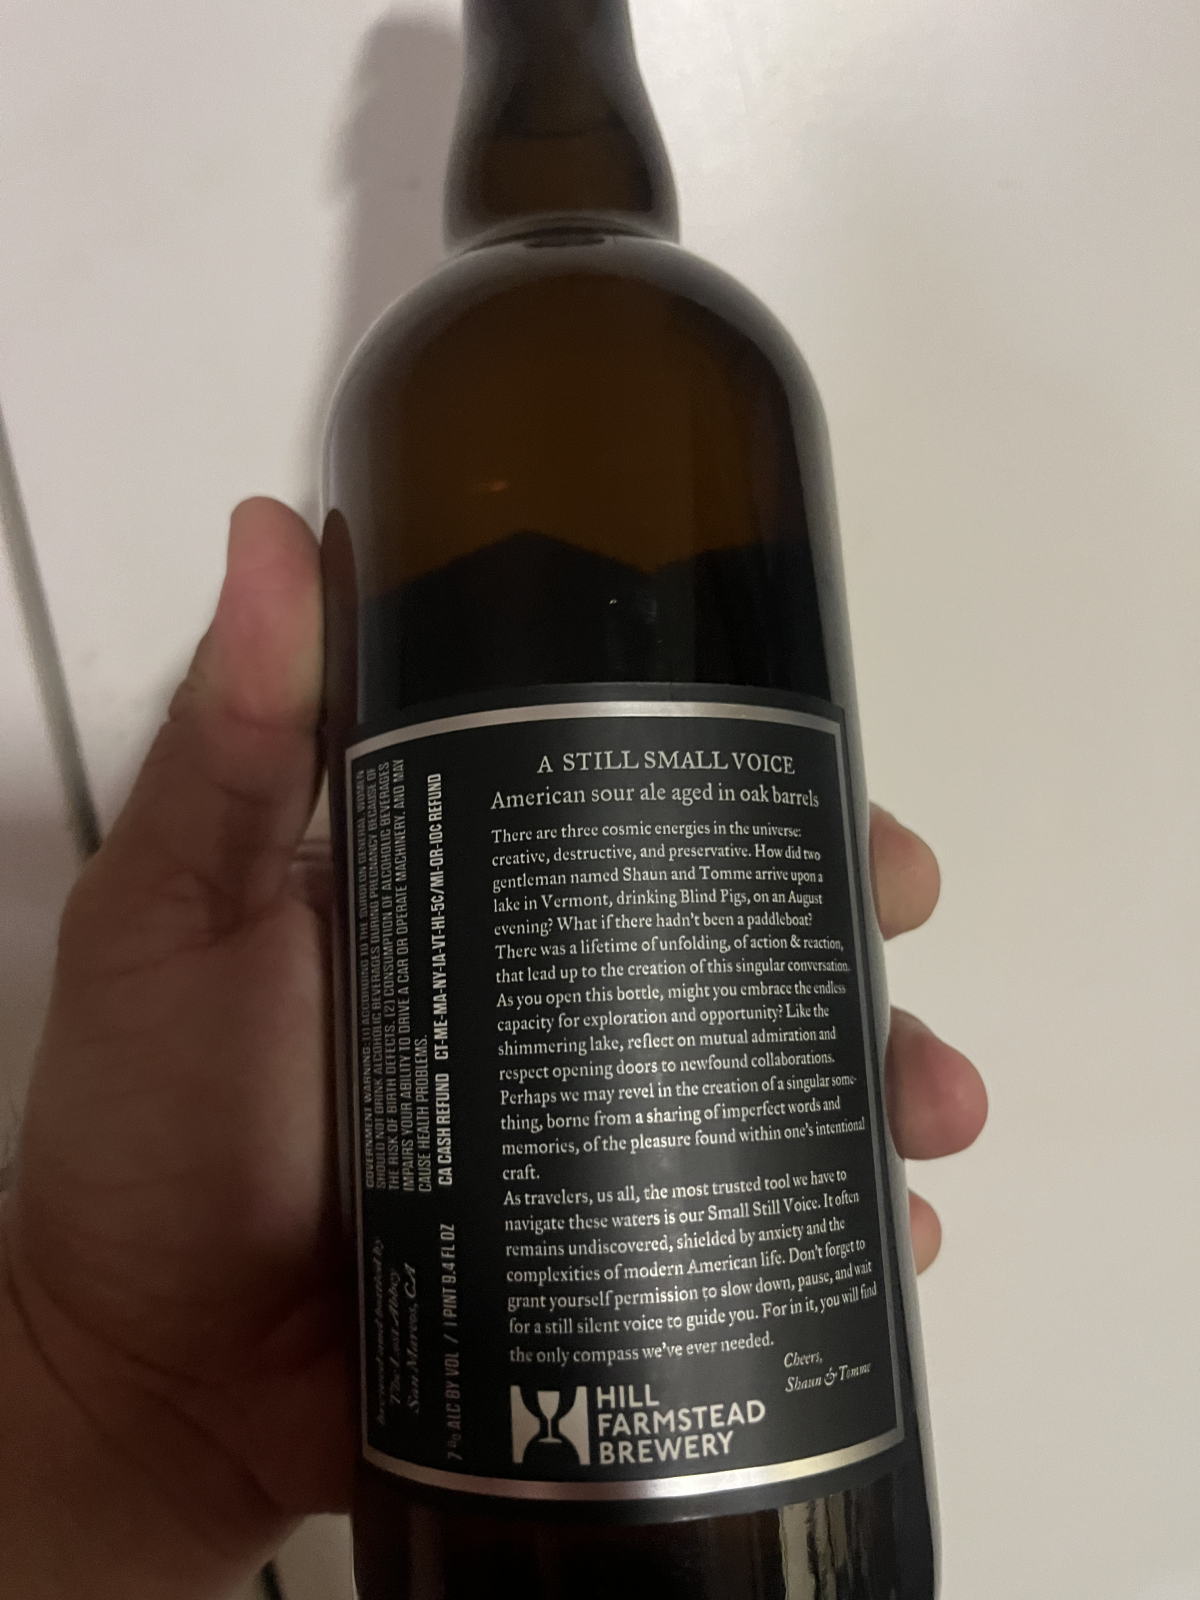 A STILL SMALL VOICE
American sour ale aged in oak barrels
There are three cosmic energies in the universe:
creative, destructive, and preservative. How did two
gentleman named Shaun and Tomme arrive upon a
lake in Vermont, drinking Blind Pigs, on an August
evening? What if there hadn't been a paddleboat?
There was a lifetime of unfolding, of action & reaction,
that lead up to the creation of this singular conversation.
As you open this bottle, might you embrace the endless
capacity for exploration and opportunity? Like the
shimmering lake, reflect on mutual admiration and
respect opening doors to newfound collaborations.
Perhaps we may revel in the creation of a singular some-
thing, borne from a sharing of imperfect words and
memories, of the pleasure found within one's intentional
craft.
As travelers, us all, the most trusted tool we have to
navigate these waters is our Small Still Voice. It often
remains undiscovered, shielded by anxiety and the
complexities of modern American life. Don't forget to
grant yourself permission to slow down, pause, and wait
for a still silent voice to guide you. For in it, you will find
the only compass we've ever needed.
Cheers,
Shaun & Tomme
HILL
FARMSTEAD
BREWERY
GOVERNMENT WARNING: (1) ACCORDING TO THE SURGEON GENERAL, WOMEN
SHOULD NOT DRINK ALCOHOLIC BEVERAGES DURING PREGNANCY BECAUSE OF
THE RISK OF BIRTH DEFECTS. (2) CONSUMPTION OF ALCOHOLIC BEVERAGES
IMPAIRS YOUR ABILITY TO DRIVE A CAR OR OPERATE MACHINERY, AND MAY
CAUSE HEALTH PROBLEMS.
CA CASH REFUND CT-ME-MA-NY-IA-VT-HI-5¢/MI-OR-10¢ REFUND
brewed and bottled by
The Lost Abbey
San Marcos, CA
7% ALC BY VOL / 1 PINT 9.4 FL OZ